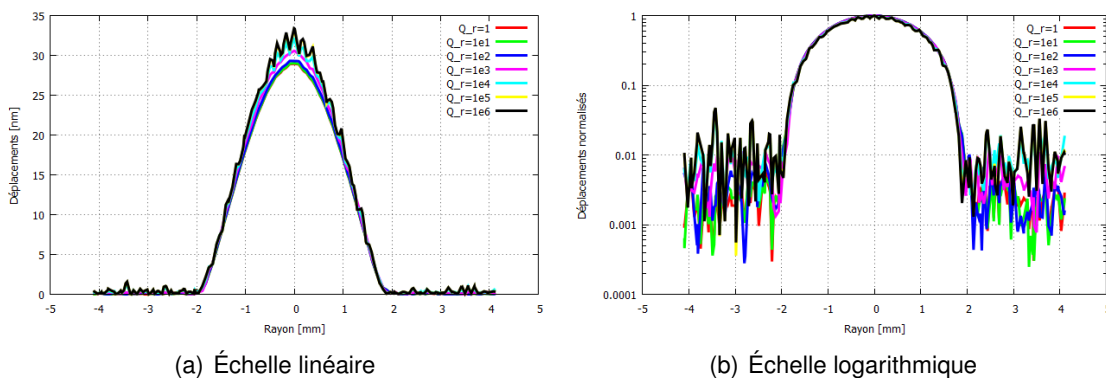 35
30
25
20
15
10
5
0
-5 -4 -3 -2 -1 0 1 2 3 4 5
Déplacements [nm]
Rayon [mm]
Q_r=1
Q_r=1e1
Q_r=1e2
Q_r=1e3
Q_r=1e4
Q_r=1e5
Q_r=1e6
(a) Échelle linéaire
1
0.1
0.01
0.001
0.0001
-5 -4 -3 -2 -1 0 1 2 3 4 5
Déplacements normalisés
Rayon [mm]
Q_r=1
Q_r=1e1
Q_r=1e2
Q_r=1e3
Q_r=1e4
Q_r=1e5
Q_r=1e6
(b) Échelle logarithmique